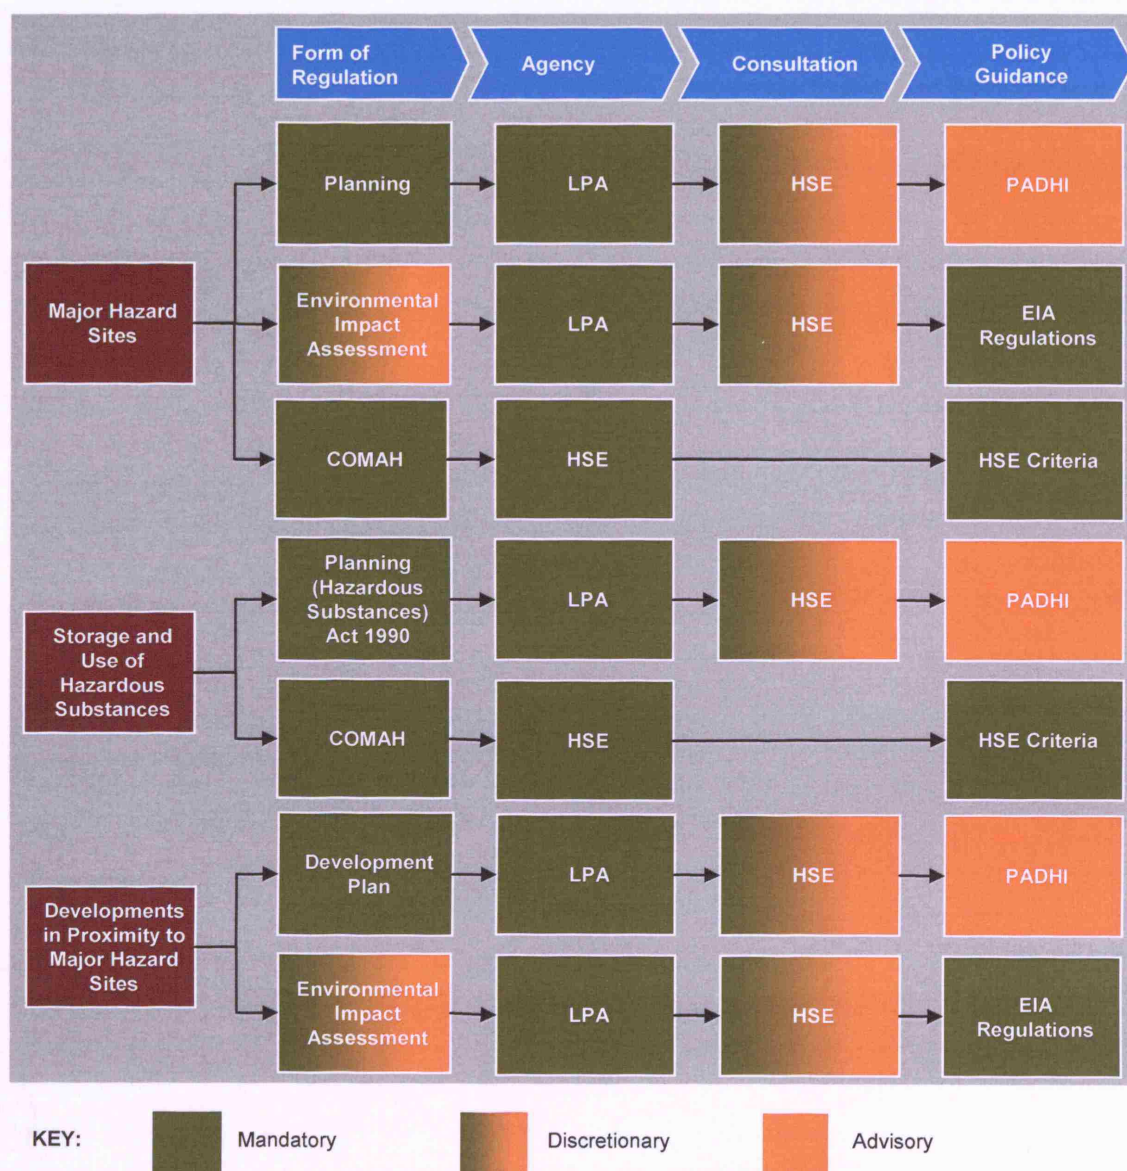 Form of
Regulation
Agency
Consultation
Policy
Guidance
Planning
LPA
HSE
PADHI
Major Hazard
Sites
Environmental
Impact
Assessment
LPA
HSE
EIA
Regulations
COMAH
HSE
HSE Criteria
Storage and
Use of
Hazardous
Substances
Planning
(Hazardous
Substances)
Act 1990
LPA
HSE
PADHI
COMAH
HSE
HSE Criteria
Developments
in Proximity to
Major Hazard
Sites
Development
Plan
LPA
HSE
PADHI
Environmental
Impact
Assessment
LPA
HSE
EIA
Regulations
KEY:
Mandatory
Discretionary
Advisory